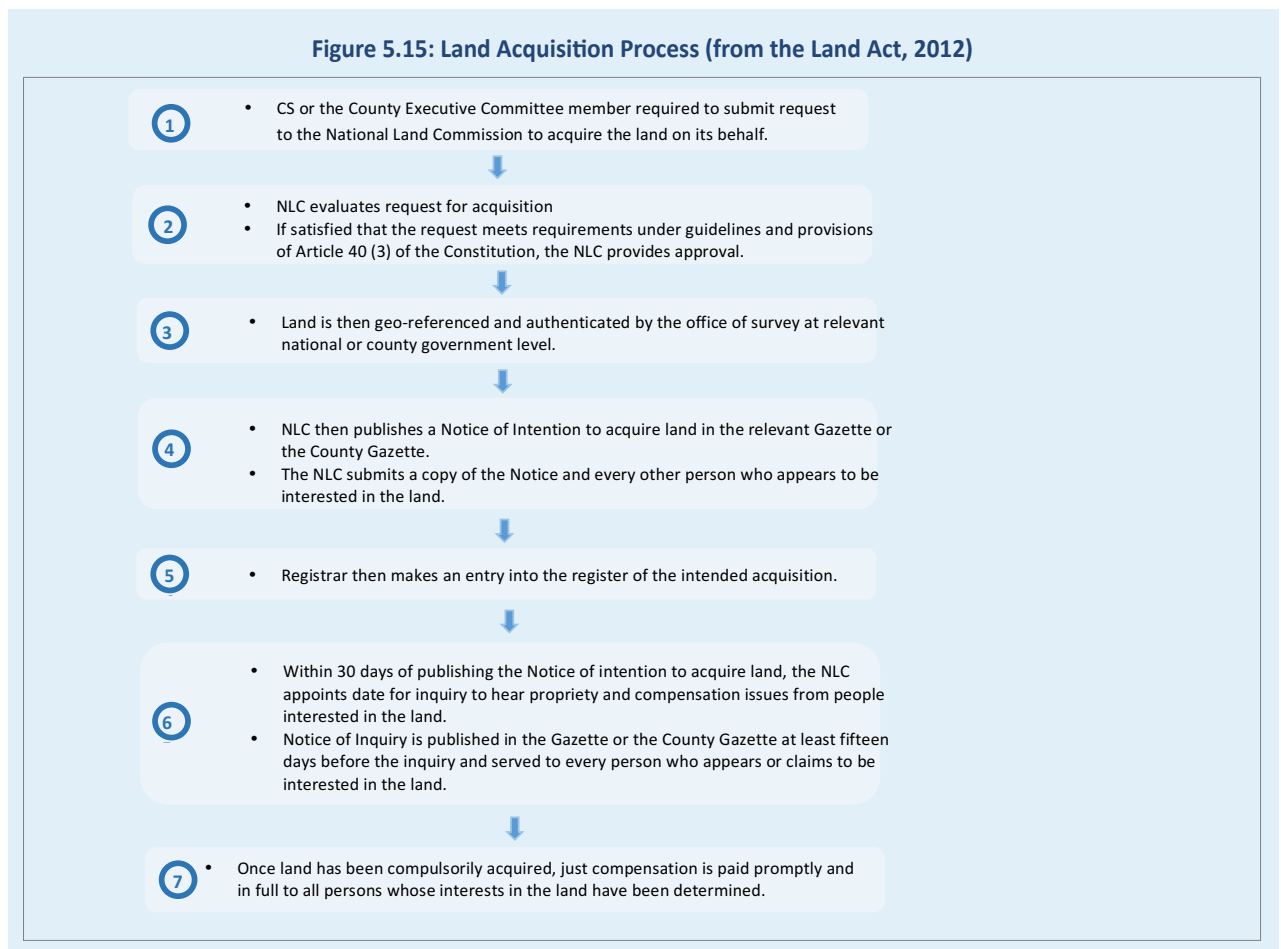 Figure 5.15: Land Acquisition Process (from the Land Act, 2012)
1
• CS or the County Executive Committee member required to submit request
to the National Land Commission to acquire the land on its behalf.
2
• NLC evaluates request for acquisition
• If satisfied that the request meets requirements under guidelines and provisions
of Article 40 (3) of the Constitution, the NLC provides approval.
3
• Land is then geo-referenced and authenticated by the office of survey at relevant
national or county government level.
4
• NLC then publishes a Notice of Intention to acquire land in the relevant Gazette or
the County Gazette.
• The NLC submits a copy of the Notice and every other person who appears to be
interested in the land.
5
• Registrar then makes an entry into the register of the intended acquisition.
6
• Within 30 days of publishing the Notice of intention to acquire land, the NLC
appoints date for inquiry to hear propriety and compensation issues from people
interested in the land.
• Notice of Inquiry is published in the Gazette or the County Gazette at least fifteen
days before the inquiry and served to every person who appears or claims to be
interested in the land.
7
• Once land has been compulsorily acquired, just compensation is paid promptly and
in full to all persons whose interests in the land have been determined.